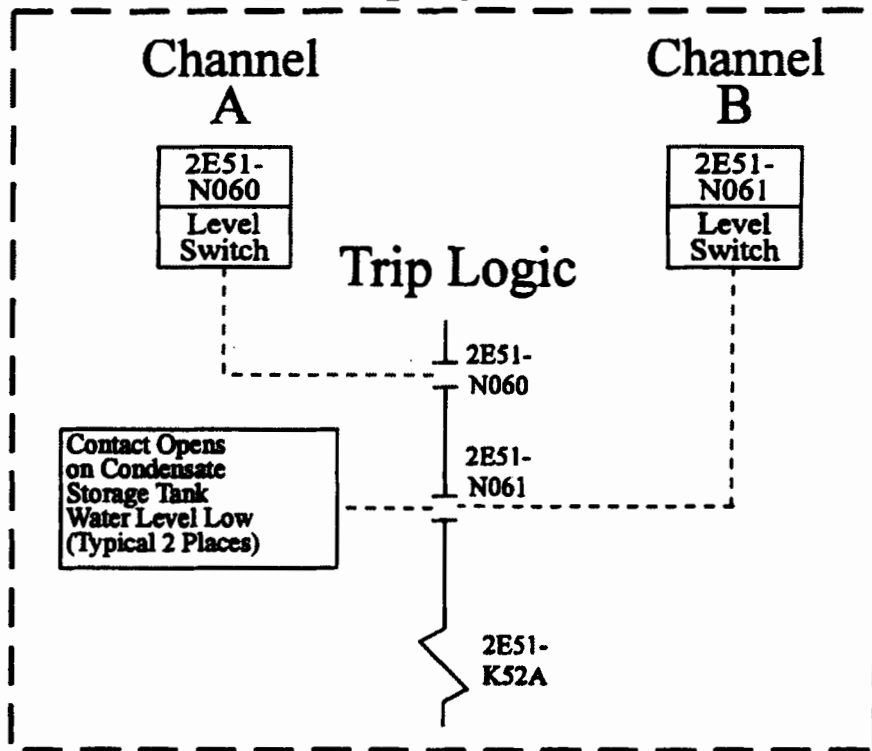 Channel
A
2E51-
N060
Level
Switch
Channel
B
2E51-
N061
Level
Switch
Trip Logic
2E51-
N060
2E51-
N061
Contact Opens
on Condensate
Storage Tank
Water Level Low
(Typical 2 Places)
2E51-
K52A